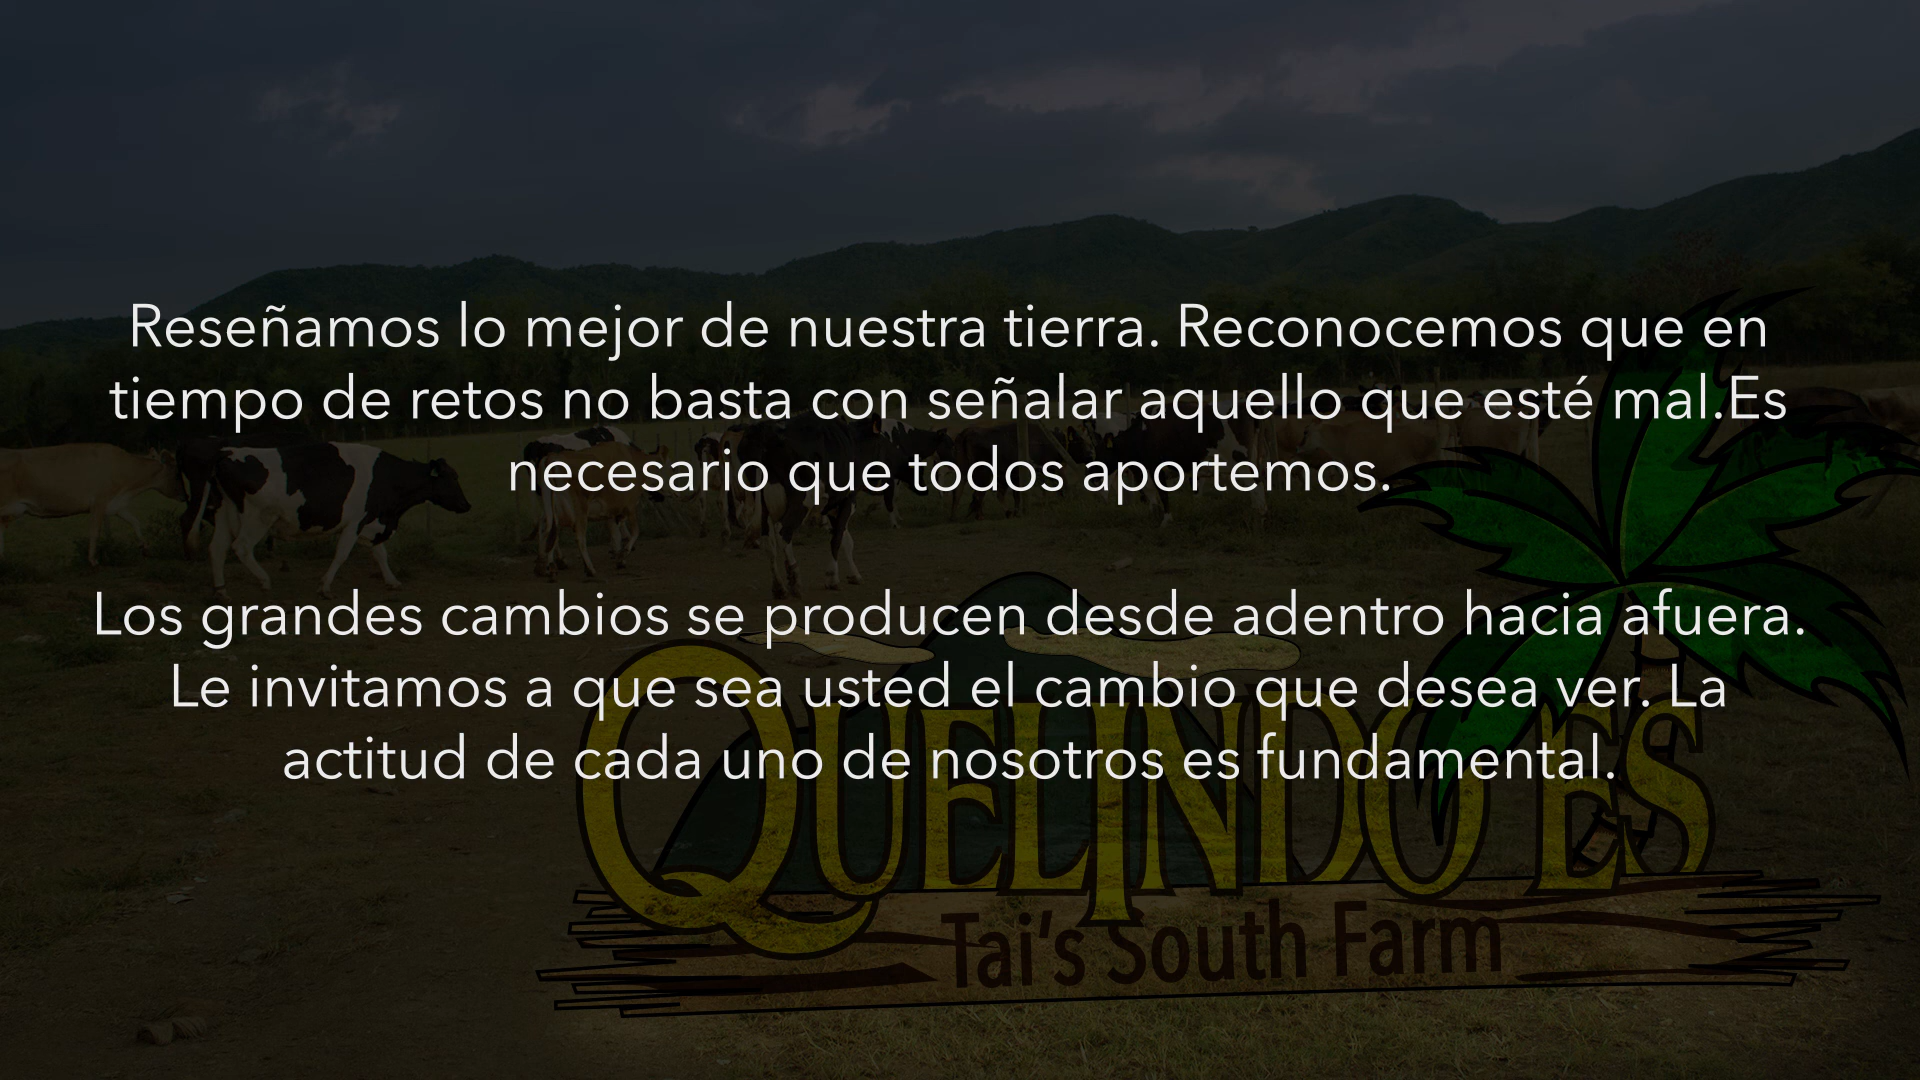 Reseñamos lo mejor de nuestra tierra. Reconocemos que en
tiempo de retos no basta con señalar aquello que esté mal.Es
necesario que todos aportemos.
Los grandes cambios se producen desde adentro hacia afuera.
Le invitamos a que sea usted el cambio que desea ver. La
actitud de cada uno de nosotros es fundamental.
QUELINDO ES
Tai's South Farm